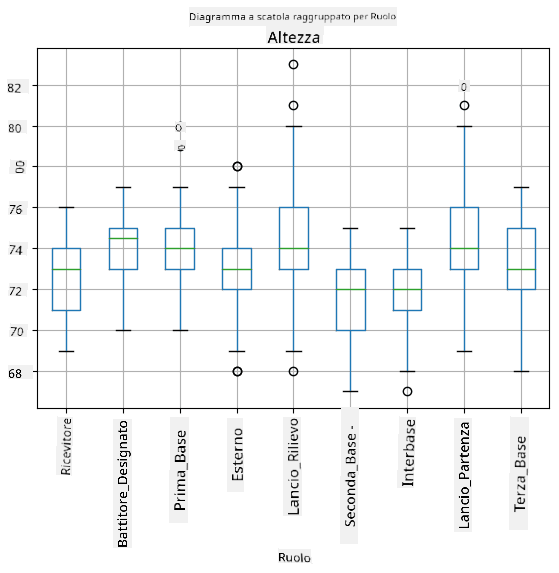 Diagramma a scatola raggruppato per Ruolo
Altezza
82
80
00
76
74
72
70
68
Ricevitore
Battitore_Designato
Prima_Base
Esterno
Lancio_Rilievo
Seconda_Base -
Interbase
Lancio_Partenza
Terza_Base
Ruolo